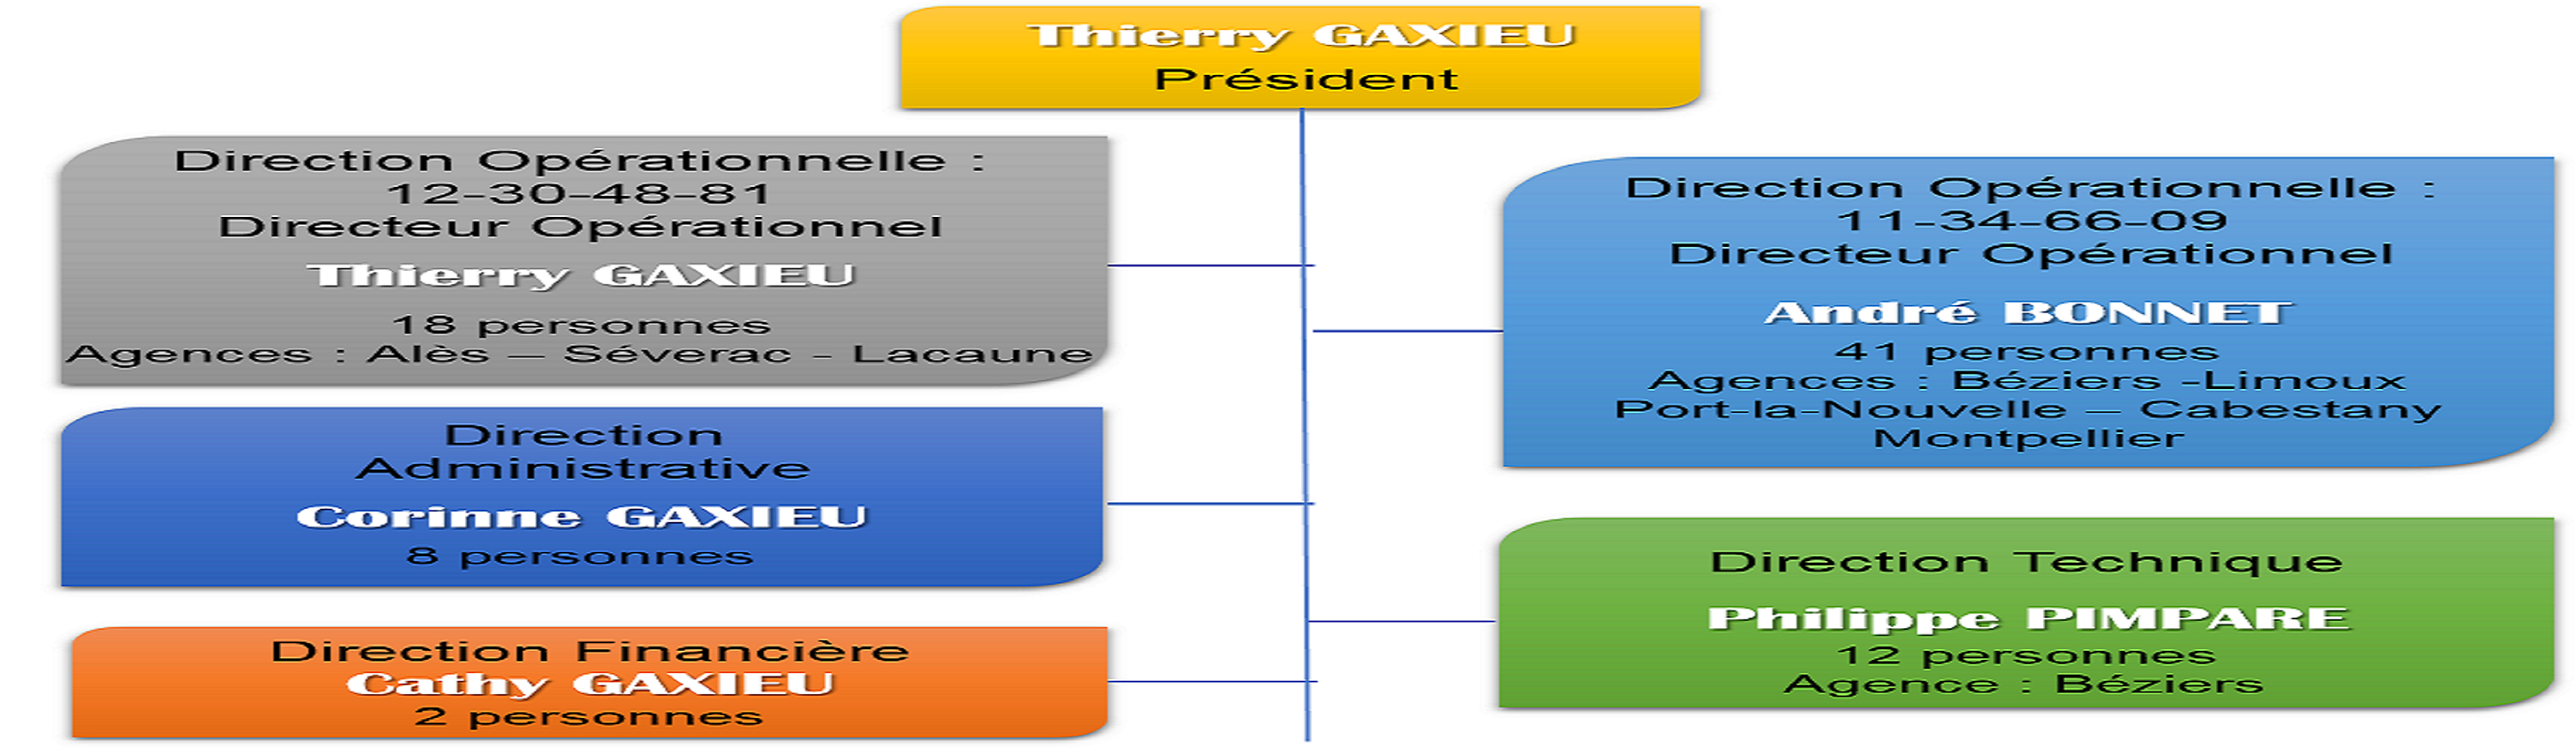 Thierry GAXIEU
Président
Direction Opérationnelle :
12-30-48-81
Directeur Opérationnel
Thierry GAXIEU
18 personnes
Agences : Alès – Séverac - Lacaune
Direction Opérationnelle :
11-34-66-09
Directeur Opérationnel
André BONNET
41 personnes
Agences : Béziers -Limoux
Port-la-Nouvelle – Cabestany
Montpellier
Direction
Administrative
Corinne GAXIEU
8 personnes
Direction Technique
Philippe PIMPARE
12 personnes
Agence : Béziers
Direction Financière
Cathy GAXIEU
2 personnes